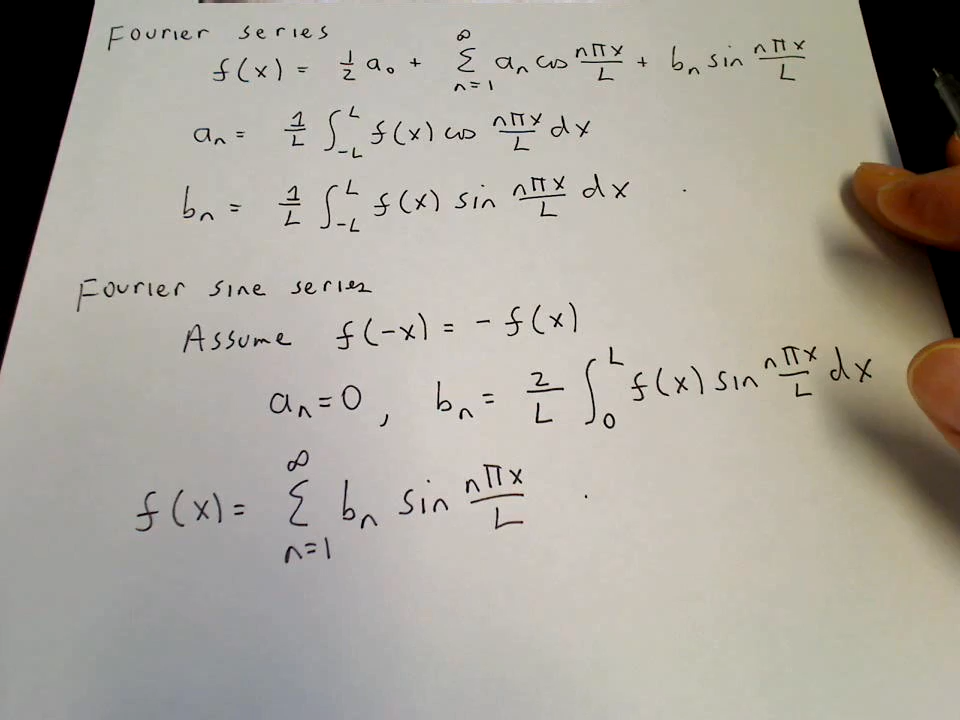 Fourier series
f(x) = 1/2 a₀ + ∞ Σ n=1 aₙ cos nπx/L + bₙ sin nπx/L
aₙ = 1/L ∫_{-L}^{L} f(x) cos nπx/L dx
bₙ = 1/L ∫_{-L}^{L} f(x) sin nπx/L dx
Fourier sine series
Assume f(-x) = - f(x)
aₙ = 0, bₙ = 2/L ∫_{0}^{L} f(x) sin nπx/L dx
f(x) = ∞ Σ n=1 bₙ sin nπx/L